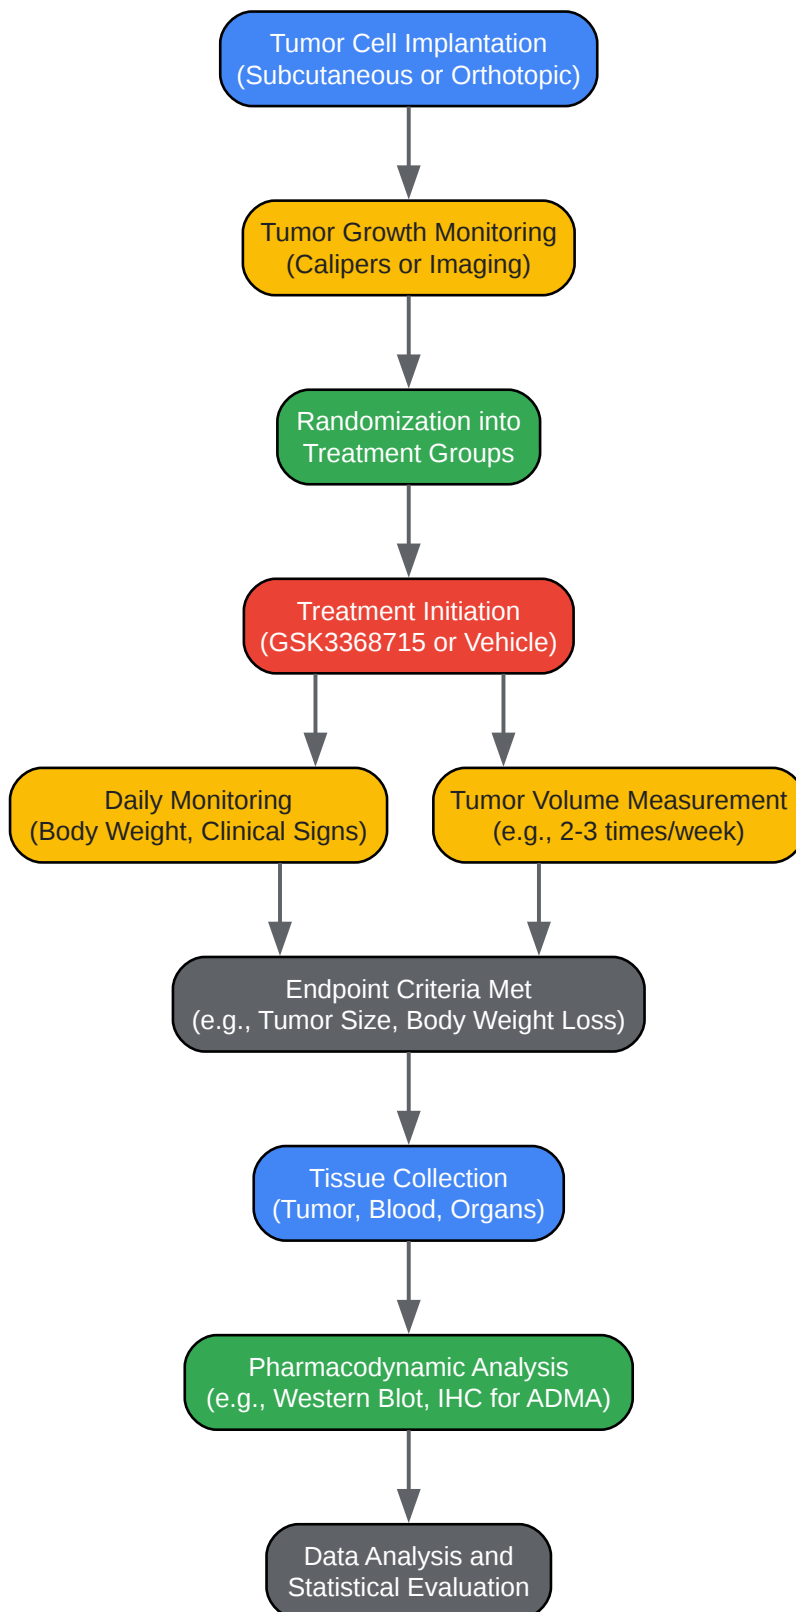 Tumor Cell Implantation
(Subcutaneous or Orthotopic)
Tumor Growth Monitoring
(Calipers or Imaging)
Randomization into
Treatment Groups
Treatment Initiation
(GSK3368715 or Vehicle)
Daily Monitoring
(Body Weight, Clinical Signs)
Tumor Volume Measurement
(e.g., 2-3 times/week)
Endpoint Criteria Met
(e.g., Tumor Size, Body Weight Loss)
Tissue Collection
(Tumor, Blood, Organs)
Pharmacodynamic Analysis
(e.g., Western Blot, IHC for ADMA)
Data Analysis and
Statistical Evaluation